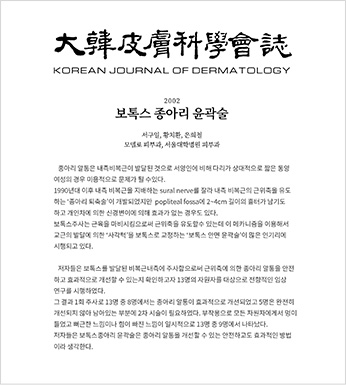 大韓皮膚科學會誌
KOREAN JOURNAL OF DERMATOLOGY
2002
보톡스 종아리 윤곽술
서구일, 황치환, 은희철
모델로 피부과, 서울대학병원 피부과
종아리 알통은 내측비복근이 발달된 것으로 서양인에 비해 다리가 상대적으로 짧은 동양
여성의 경우 미용적으로 문제가 될 수있다.
1990년대 이후 내측 비복근을 지배하는 sural nerve를 잘라 내측 비복근의 근위축을 유도
하는 '종아리 퇴축술'이 개발되었지만 popliteal fossa에 2~4cm 길이의 흉터가 남기도
하고 개인차에 의한 신경변이에 의해 효과가 없는 경우도 있다.
보톡스주사는 근육을 마비시킴으로써 근위축을 유도할수 있는데 이 메카니즘을 이용해서
교근의 발달에 의한 "사각턱"을 보톡스로 교정하는 '보톡스 안면 윤곽술'이 많은 인기리에
시행되고 있다.
저자들은 보톡스를 발달된 비복근내측에 주사함으로써 근위축에 의한 종아리 알통을 안전
하고 효과적으로 개선할 수 있는지 확인하고자 13명의 자원자를 대상으로 전향적인 임상
연구를 시행하였다.
그 결과 1회 주사로 13명 중 8명에서는 종아리 알통이 효과적으로 개선되었고 5명은 완전히
개선되지 않아 남아있는 부분에 2차 시술이 필요하였다. 부작용으로 모든 자원자에게서 멍이
들었고 뻐근한 느낌이나 힘이 빠진 느낌이 일시적으로 13명 중 9명에서 나타났다.
저자들은 보톡스종아리 윤곽술은 종아리 알통을 개선할 수 있는 안전하고도 효과적인 방법
이라 생각한다.